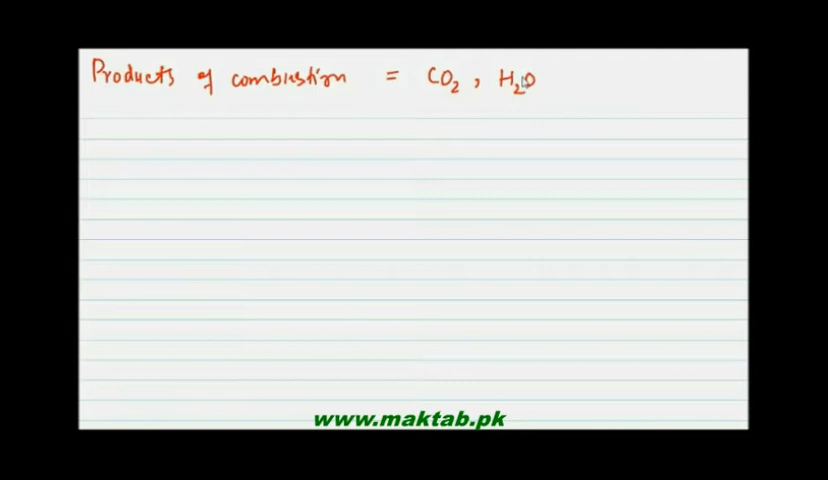 Products of combustion = CO₂, H₂O
www.maktab.pk